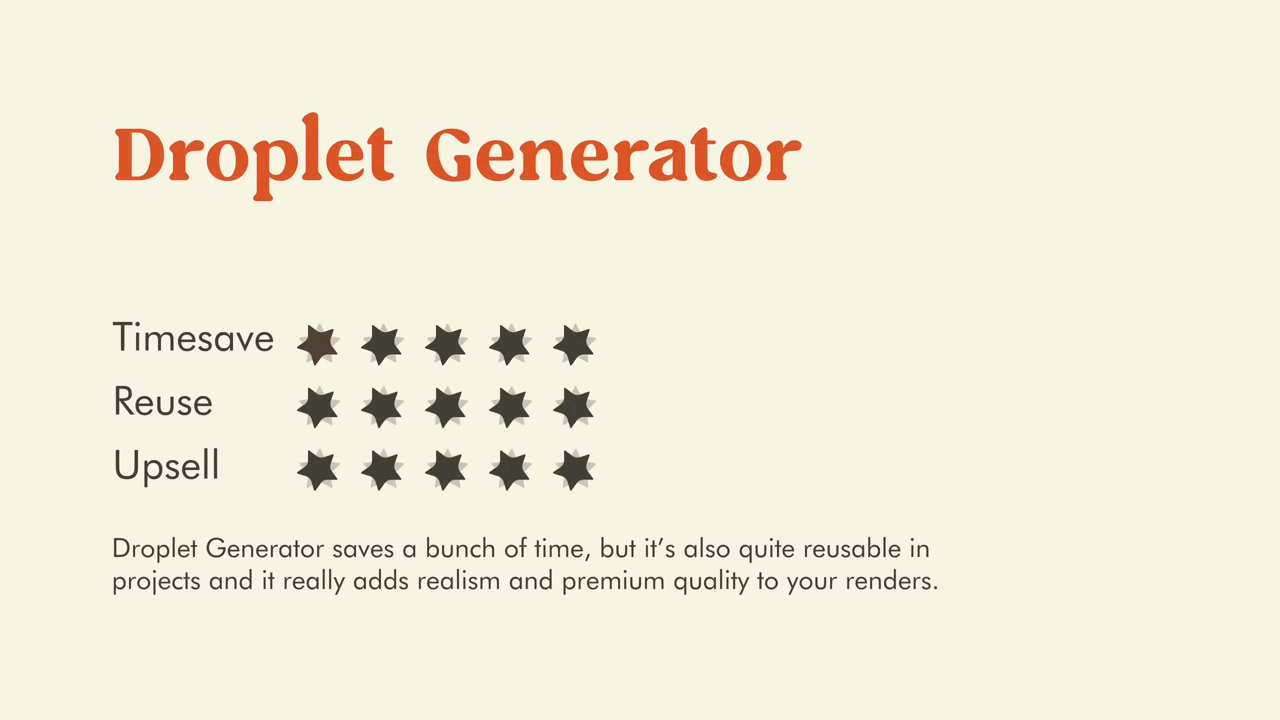 Droplet Generator
Timesave
Reuse
Upsell
Droplet Generator saves a bunch of time, but it’s also quite reusable in
projects and it really adds realism and premium quality to your renders.